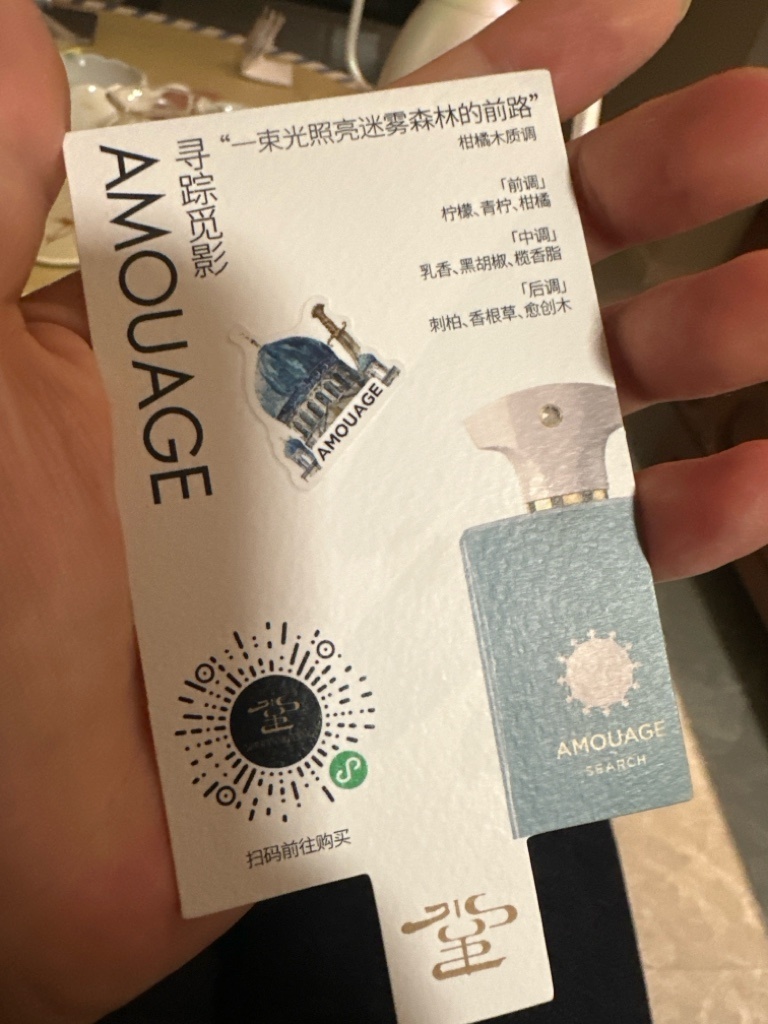 “一束光照亮迷雾森林的前路”
柑橘木质调
「前调」
柠檬、青柠、柑橘
「中调」
乳香、黑胡椒、榄香脂
「后调」
刺柏、香根草、愈创木
寻踪觅影
AMOUAGE
AMOUAGE
AMOUAGE
SEARCH
扫码前往购买